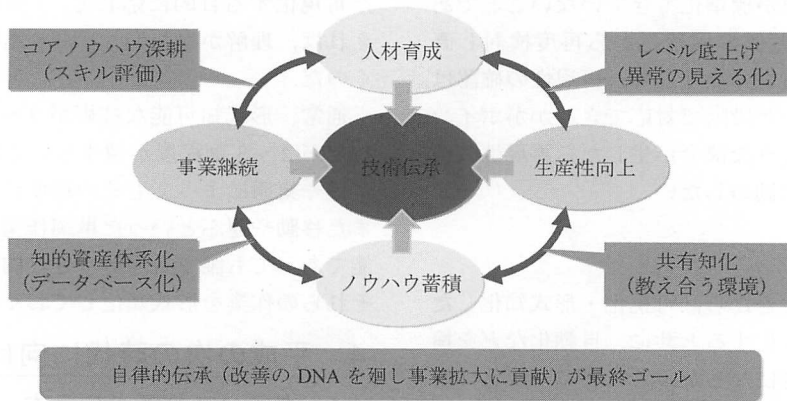 コアノウハウ深耕
(スキル評価)
人材育成
レベル底上げ
(異常の見える化)
事業継続
技術伝承
生産性向上
知的資産体系化
(データベース化)
ノウハウ蓄積
共有知化
(教え合う環境)
自律的伝承(改善の DNA を廻し事業拡大に貢献)が最終ゴール